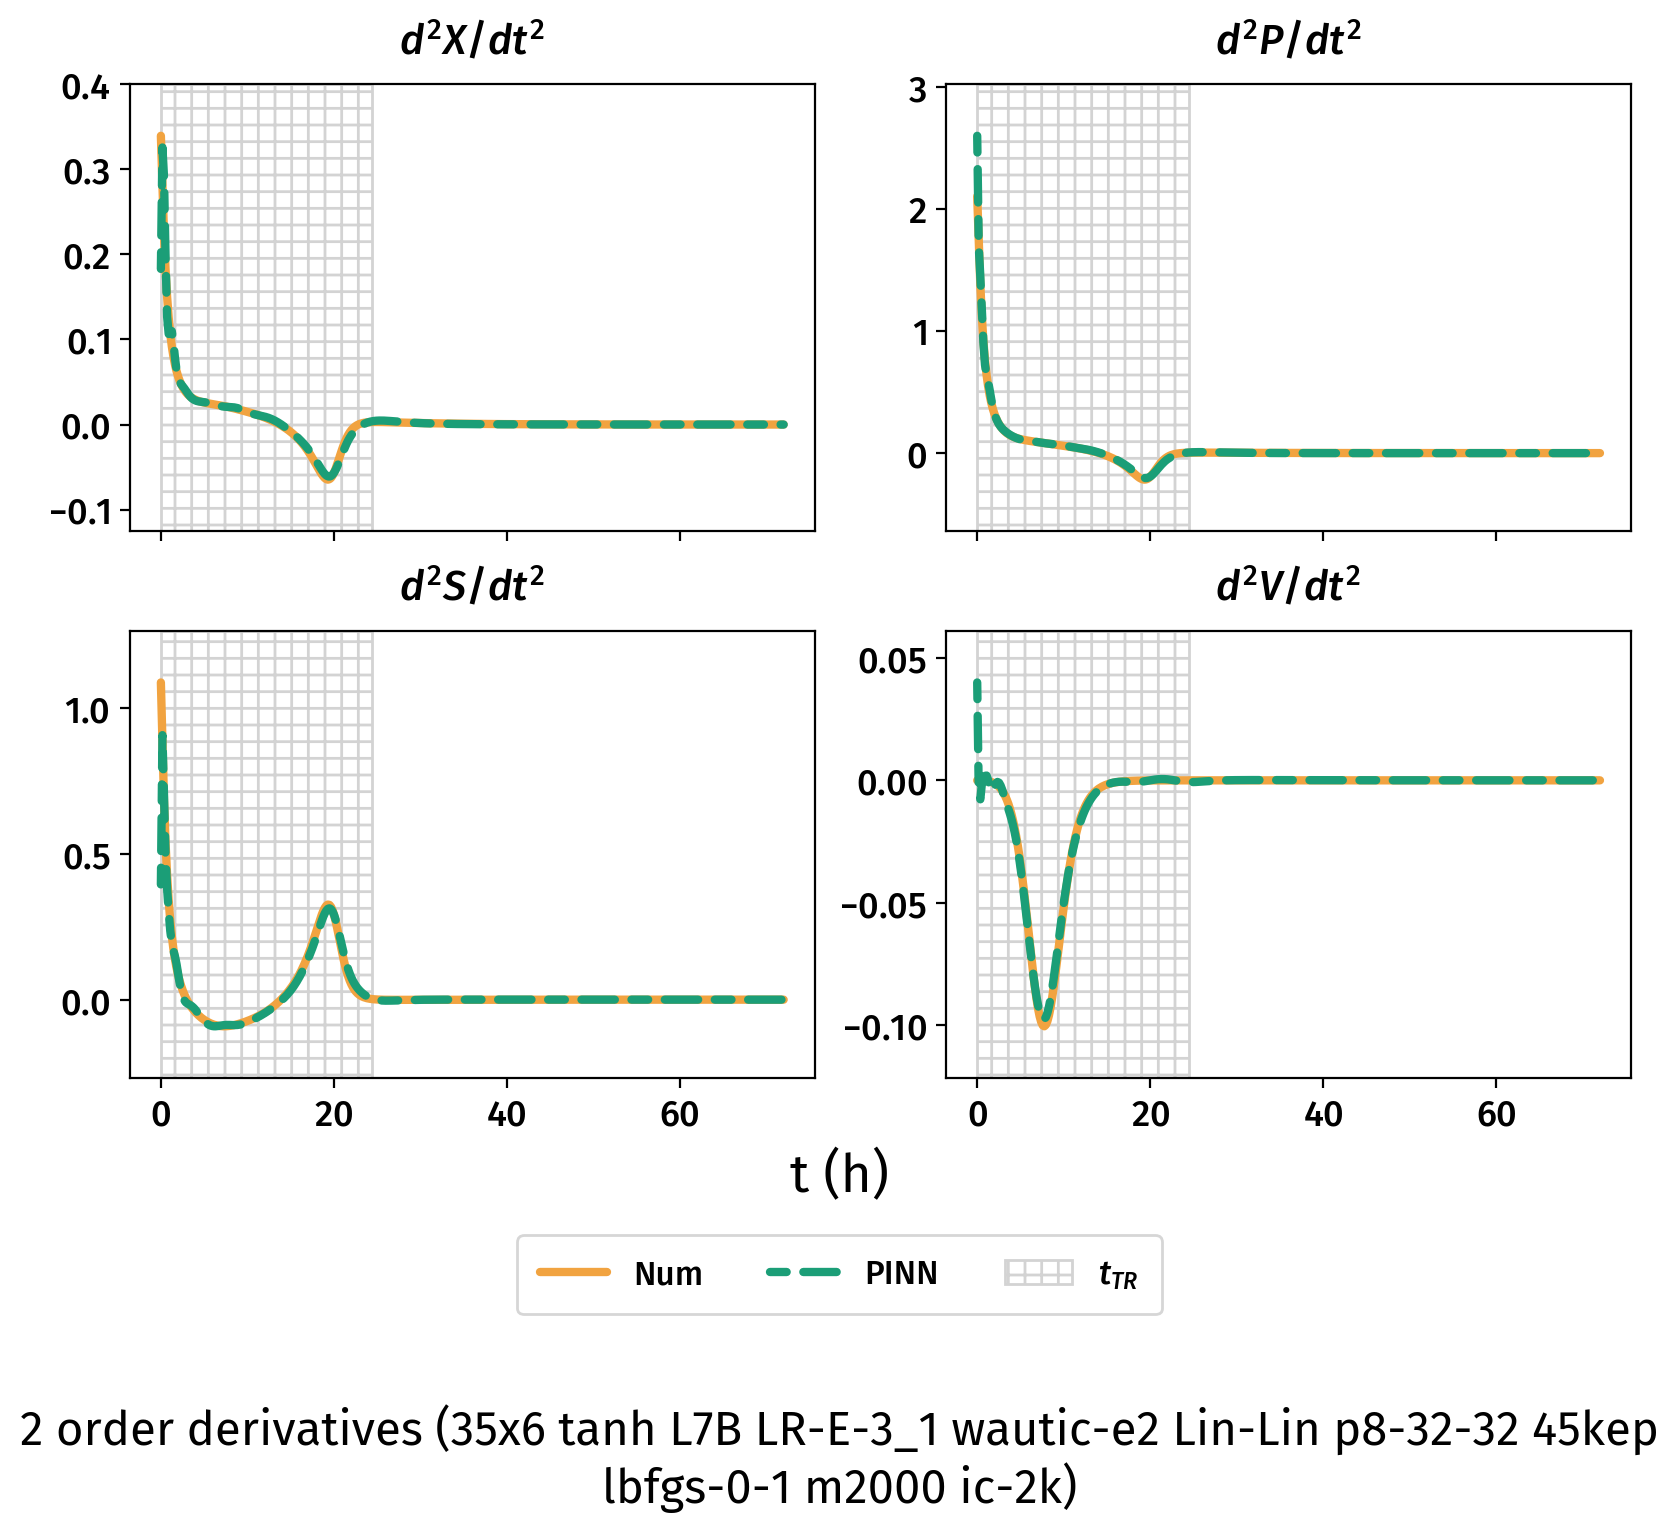 d²X/dt²
0.4
0.3
0.2
0.1
0.0
−0.1
d²P/dt²
3
2
1
0
d²S/dt²
1.0
0.5
0.0
0 20 40 60
d²V/dt²
0.05
0.00
−0.05
−0.10
0 20 40 60
t (h)
Num PINN t_TR
2 order derivatives (35x6 tanh L7B LR-E-3_1 wautic-e2 Lin-Lin p8-32-32 45kep
lbfgs-0-1 m2000 ic-2k)